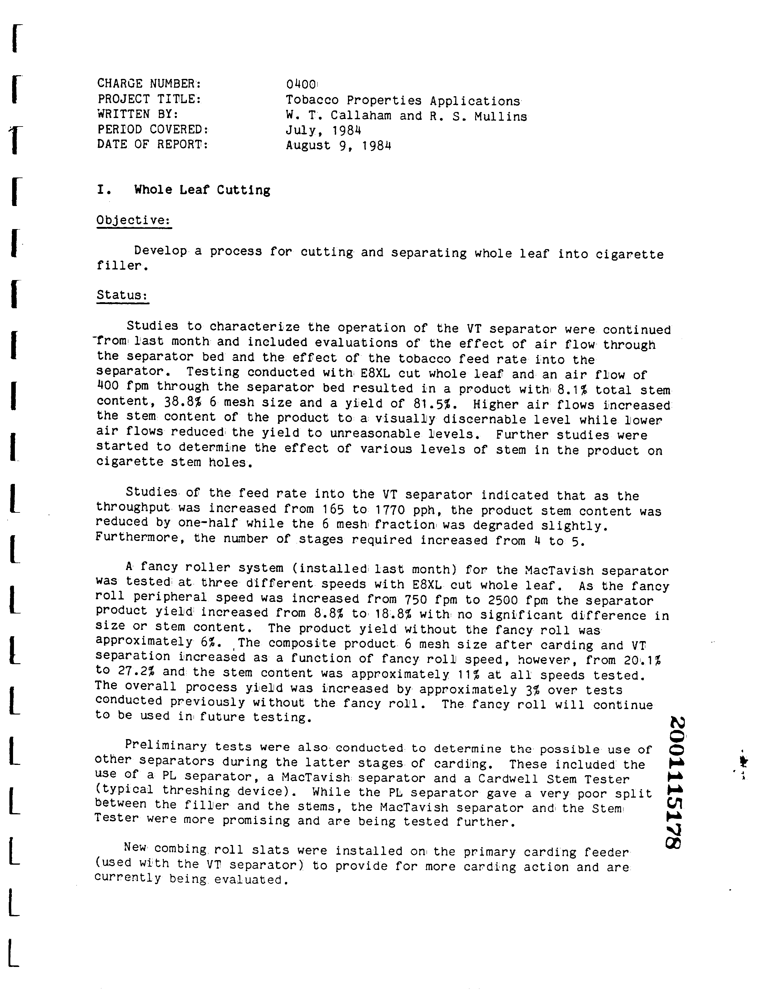 CHARGE NUMBER: 0400
PROJECT TITLE: Tobacco Properties Applications
WRITTEN BY: W. T. Callaham and R. S. Mullins
PERIOD COVERED: July, 1984
DATE OF REPORT: August 9, 1984
I. Whole Leaf Cutting
Objective:
Develop a process for cutting and separating whole leaf into cigarette
filler.
Status:
Studies to characterize the operation of the VT separator were continued
from last month and included evaluations of the effect of air flow through
the separator bed and the effect of the tobacco feed rate into the
separator. Testing conducted with E8XL cut whole leaf and an air flow of
400 fpm through the separator bed resulted in a product with 8.1% total stem
content, 38.8% 6 mesh size and a yield of 81.5%. Higher air flows increased
the stem content of the product to a visually discernable level while lower
air flows reduced the yield to unreasonable levels. Further studies were
started to determine the effect of various levels of stem in the product on
cigarette stem holes.
Studies of the feed rate into the VT separator indicated that as the
throughput was increased from 165 to 1770 pph, the product stem content was
reduced by one-half while the 6 mesh fraction was degraded slightly.
Furthermore, the number of stages required increased from 4 to 5.
A fancy roller system (installed last month) for the MacTavish separator
was tested at three different speeds with E8XL cut whole leaf. As the fancy
roll peripheral speed was increased from 750 fpm to 2500 fpm the separator
product yield increased from 8.8% to 18.8% with no significant difference in
size or stem content. The product yield without the fancy roll was
approximately 6%. The composite product 6 mesh size after carding and VT
separation increased as a function of fancy roll speed, however, from 20.1%
to 27.2% and the stem content was approximately 11% at all speeds tested.
The overall process yield was increased by approximately 3% over tests
conducted previously without the fancy roll. The fancy roll will continue
to be used in future testing.
Preliminary tests were also conducted to determine the possible use of
other separators during the latter stages of carding. These included the
use of a PL separator, a MacTavish separator and a Cardwell Stem Tester
(typical threshing device). While the PL separator gave a very poor split
between the filler and the stems, the MacTavish separator and the Stem
Tester were more promising and are being tested further.
New combing roll slats were installed on the primary carding feeder
(used with the VT separator) to provide for more carding action and are
currently being evaluated.
2001115178